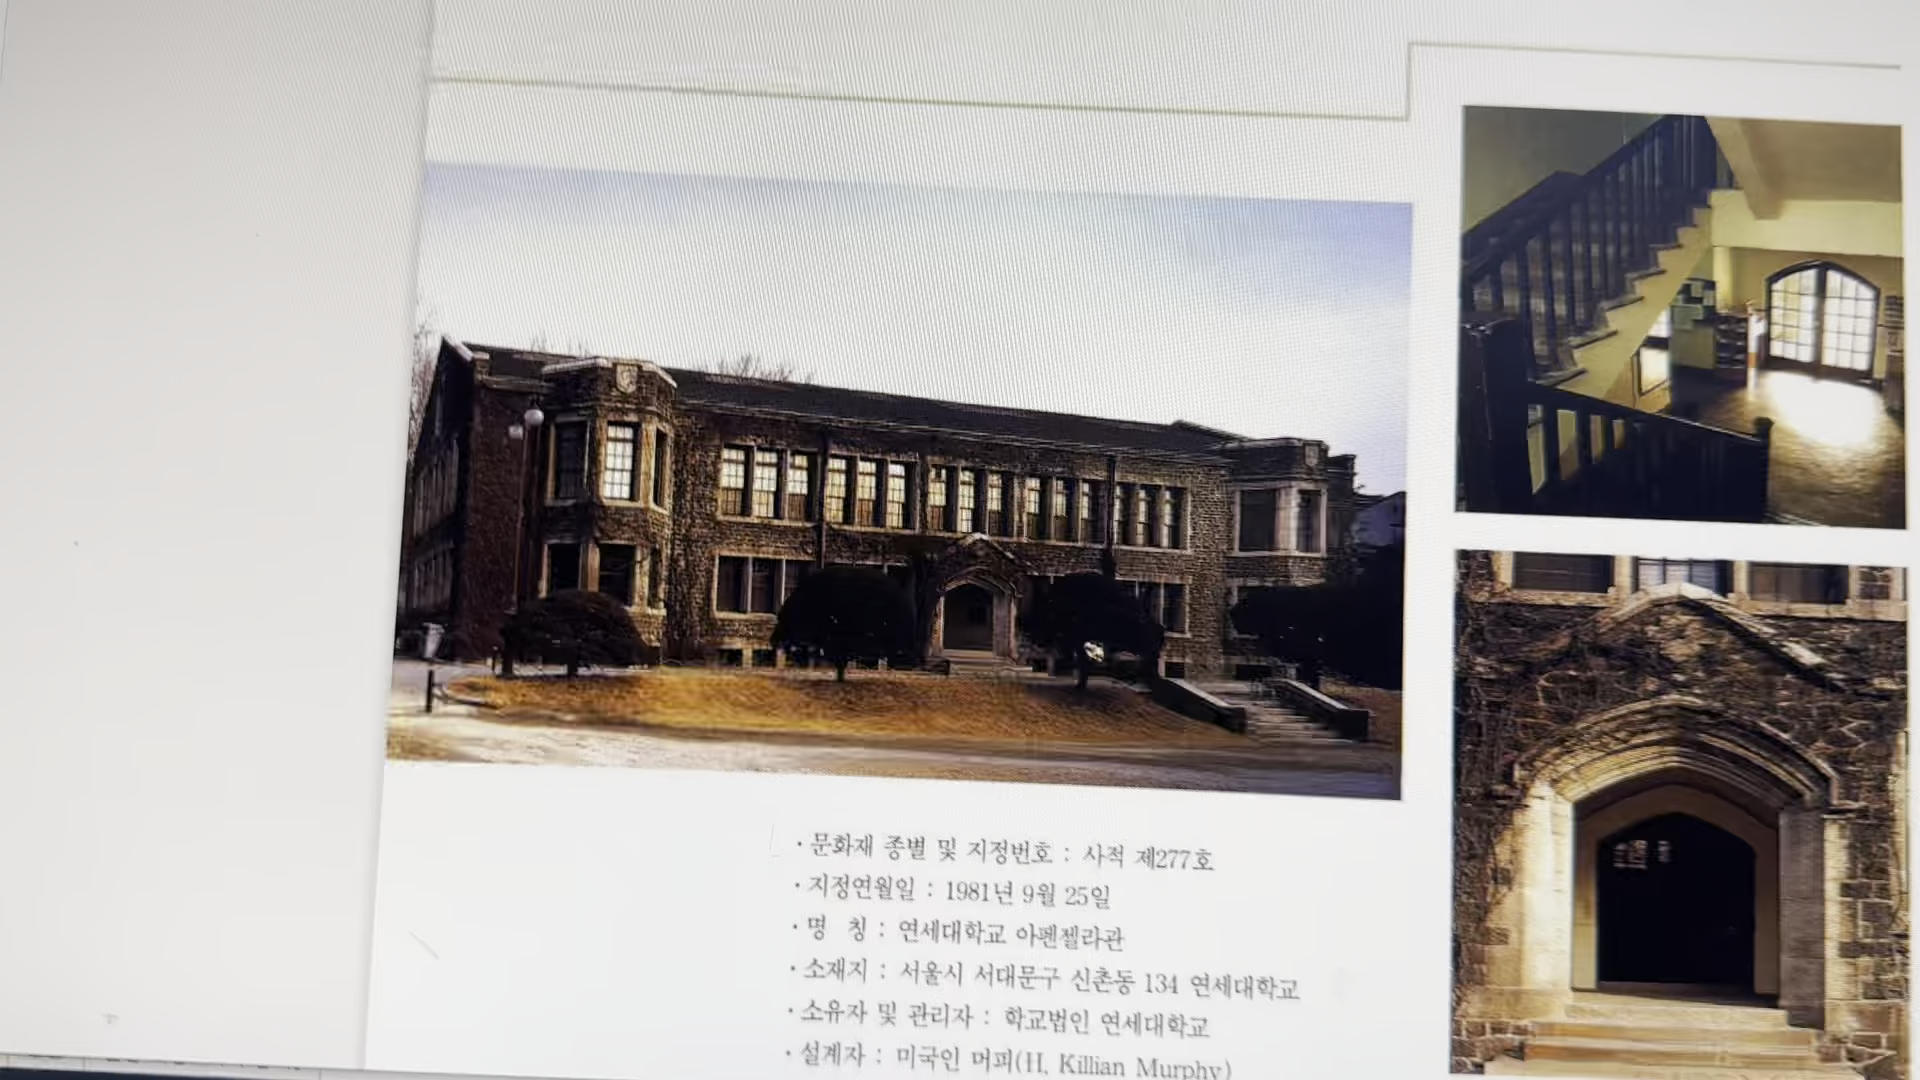 · 문화재 종별 및 지정번호 : 사적 제277호
· 지정연월일 : 1981년 9월 25일
· 명 칭 : 연세대학교 아펜젤라관
· 소재지 : 서울시 서대문구 신촌동 134 연세대학교
· 소유자 및 관리자 : 학교법인 연세대학교
· 설계자 : 미국인 머피(H. Killian Murphy)